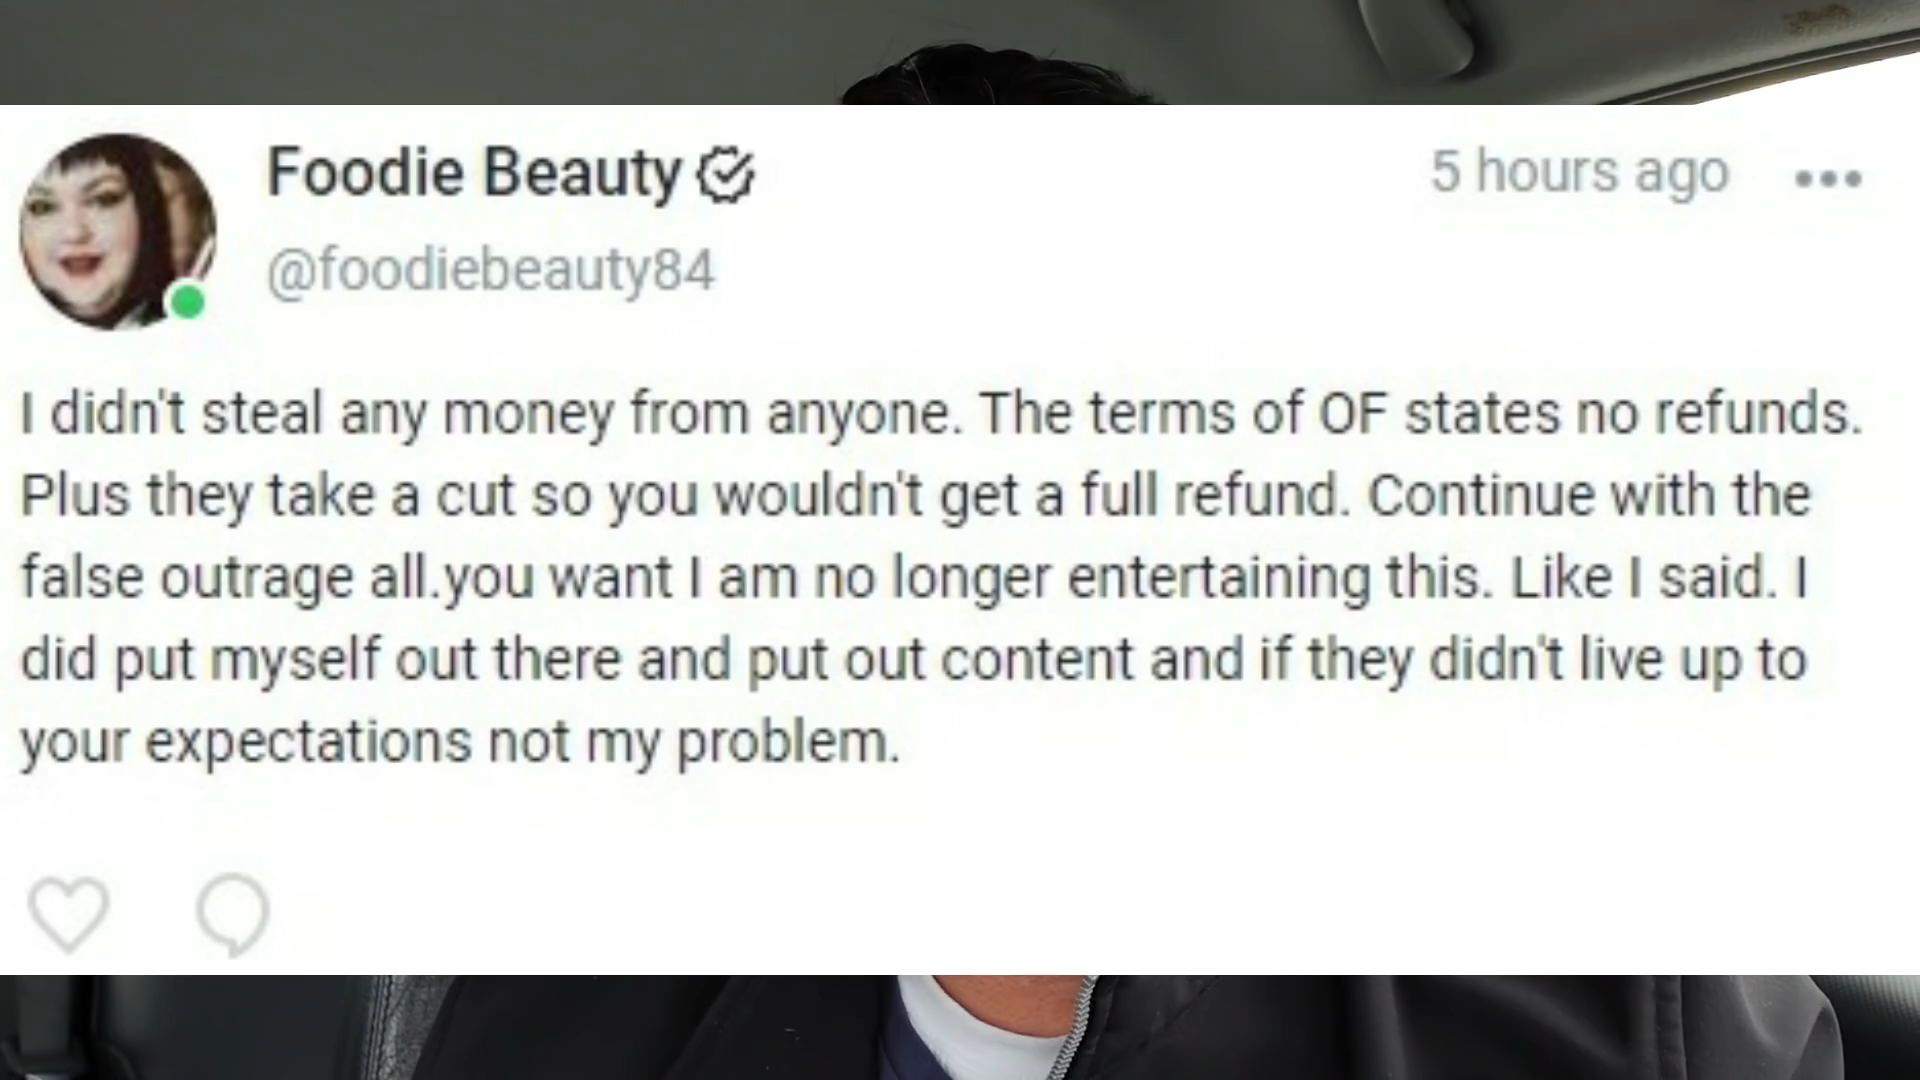 Foodie Beauty
5 hours ago
@foodiebeauty84
I didn't steal any money from anyone. The terms of OF states no refunds.
Plus they take a cut so you wouldn't get a full refund. Continue with the
false outrage all.you want I am no longer entertaining this. Like I said. I
did put myself out there and put out content and if they didn't live up to
your expectations not my problem.